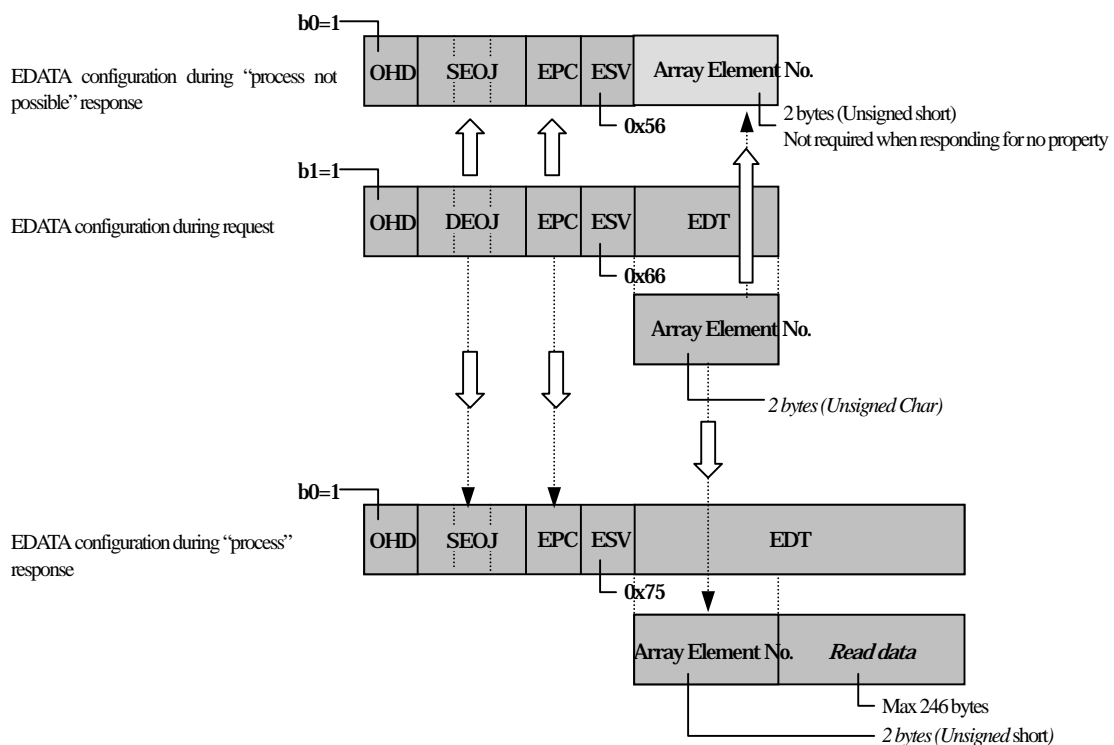 b0=1
EDATA configuration during “process not
possible” response
OHD SEOJ EPC ESV Array Element No.
0x56
2 bytes (Unsigned short)
Not required when responding for no property
b1=1
EDATA configuration during request
OHD DEOJ EPC ESV EDT
0x66
Array Element No.
2 bytes (Unsigned Char)
b0=1
EDATA configuration during “process”
response
OHD SEOJ EPC ESV EDT
0x75
Array Element No. Read data
Max 246 bytes
2 bytes (Unsigned short)